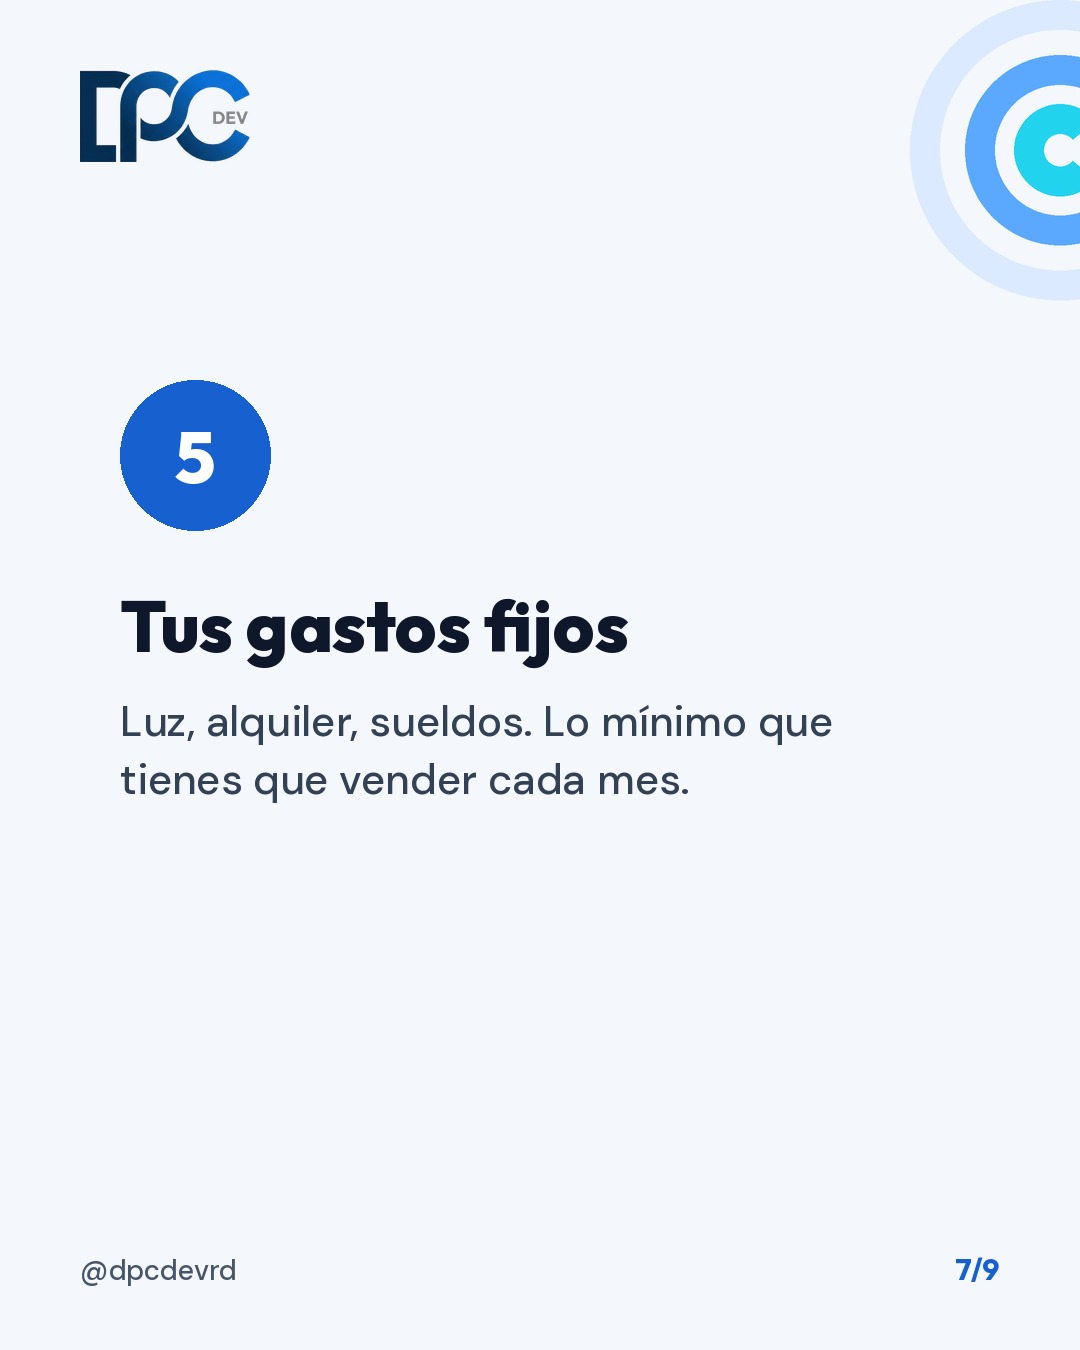 DPC
DEV
5
Tus gastos fijos
Luz, alquiler, sueldos. Lo mínimo que
tienes que vender cada mes.
@dpcdevrd
7/9